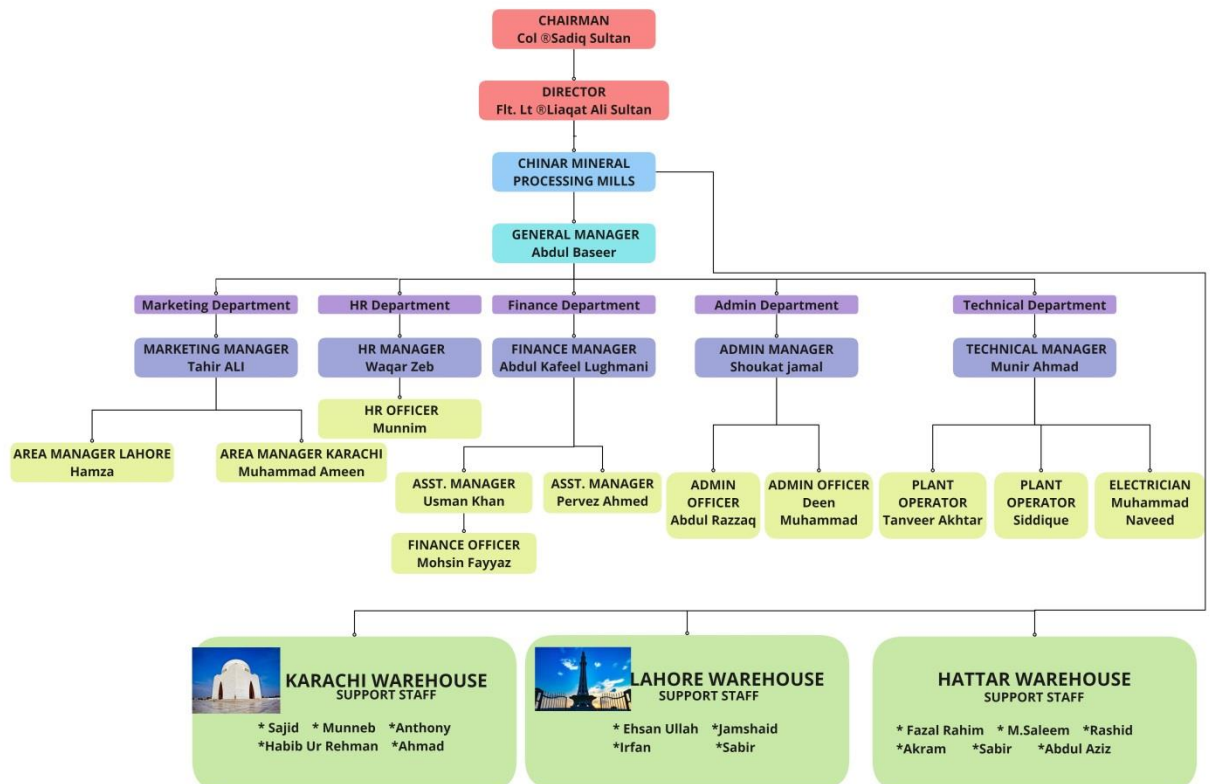 CHAIRMAN
Col ®Sadiq Sultan
DIRECTOR
Flt. Lt ®Liaqat Ali Sultan
CHINAR MINERAL
PROCESSING MILLS
GENERAL MANAGER
Abdul Baseer
Marketing Department
HR Department
Finance Department
Admin Department
Technical Department
MARKETING MANAGER
Tahir ALI
HR MANAGER
Waqar Zeb
FINANCE MANAGER
Abdul Kafeel Lughmani
ADMIN MANAGER
Shoukat jamal
TECHNICAL MANAGER
Munir Ahmad
HR OFFICER
Munnim
AREA MANAGER LAHORE
Hamza
AREA MANAGER KARACHI
Muhammad Ameen
ASST. MANAGER
Usman Khan
ASST. MANAGER
Pervez Ahmed
ADMIN
OFFICER
Abdul Razzaq
ADMIN OFFICER
Deen
Muhammad
PLANT
OPERATOR
Tanveer Akhtar
PLANT
OPERATOR
Siddique
ELECTRICIAN
Muhammad
Naveed
FINANCE OFFICER
Mohsin Fayyaz
KARACHI WAREHOUSE
SUPPORT STAFF
* Sajid * Munneb *Anthony
*Habib Ur Rehman *Ahmad
LAHORE WAREHOUSE
SUPPORT STAFF
* Ehsan Ullah *Jamshaid
*Irfan *Sabir
HATTAR WAREHOUSE
SUPPORT STAFF
* Fazal Rahim * M.Saleem *Rashid
*Akram *Sabir *Abdul Aziz